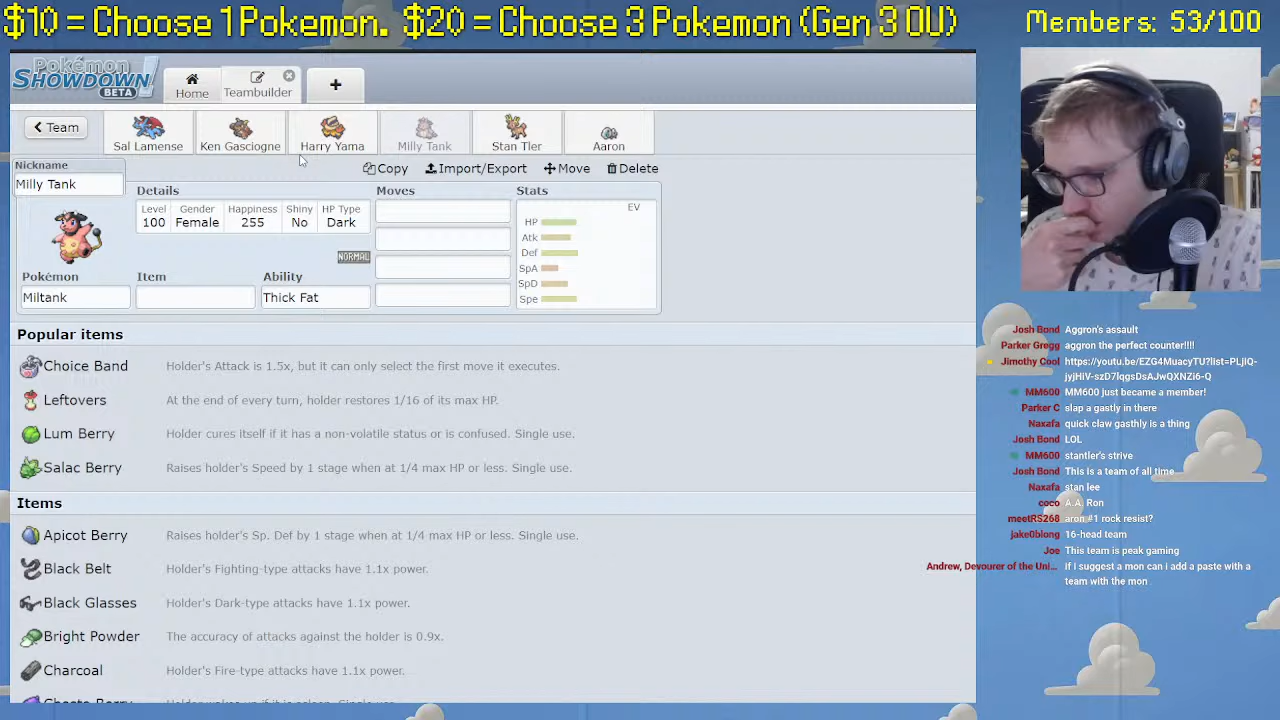 $10 = Choose 1 Pokemon. $20 = Choose 3 Pokemon (Gen 3 OU)
Members: 53/100
Pokémon
SHOWDOWN!
BETA
Home
Teambuilder
+
Team
Sal Lamense
Ken Gasciogne
Harry Yama
Milly Tank
Stan Tler
Aaron
Copy
Import/Export
Move
Delete
Nickname
Milly Tank
Details
Level
Gender
Happiness
Shiny
HP Type
100
Female
255
No
Dark
NORMAL
Pokémon
Item
Ability
Miltank
Thick Fat
Moves
Stats
EV
HP
Atk
Def
SpA
SpD
Spe
Popular items
Choice Band
Holder's Attack is 1.5x, but it can only select the first move it executes.
Leftovers
At the end of every turn, holder restores 1/16 of its max HP.
Lum Berry
Holder cures itself if it has a non-volatile status or is confused. Single use.
Salac Berry
Raises holder's Speed by 1 stage when at 1/4 max HP or less. Single use.
Items
Apicot Berry
Raises holder's Sp. Def by 1 stage when at 1/4 max HP or less. Single use.
Black Belt
Holder's Fighting-type attacks have 1.1x power.
Black Glasses
Holder's Dark-type attacks have 1.1x power.
Bright Powder
The accuracy of attacks against the holder is 0.9x.
Charcoal
Holder's Fire-type attacks have 1.1x power.
Josh Bond Aggron's assault
Parker Gregg aggron the perfect counter!!!!
Jimothy Cool https://youtu.be/EZG4MuacyTU?list=PLjIQ-
jyjHiV-szD7lqgsDsAJwQXNZi6-Q
MM600 MM600 just became a member!
Parker C slap a gastly in there
Naxafa quick claw gasthly is a thing
Josh Bond LOL
MM600 stantler's strive
Josh Bond This is a team of all time
Naxafa stan lee
coco A.A. Ron
meetRS268 aron #1 rock resist?
jake0blong 16-head team
Joe This team is peak gaming
Andrew, Devourer of the Uni... if i suggest a mon can i add a paste with a
team with the mon